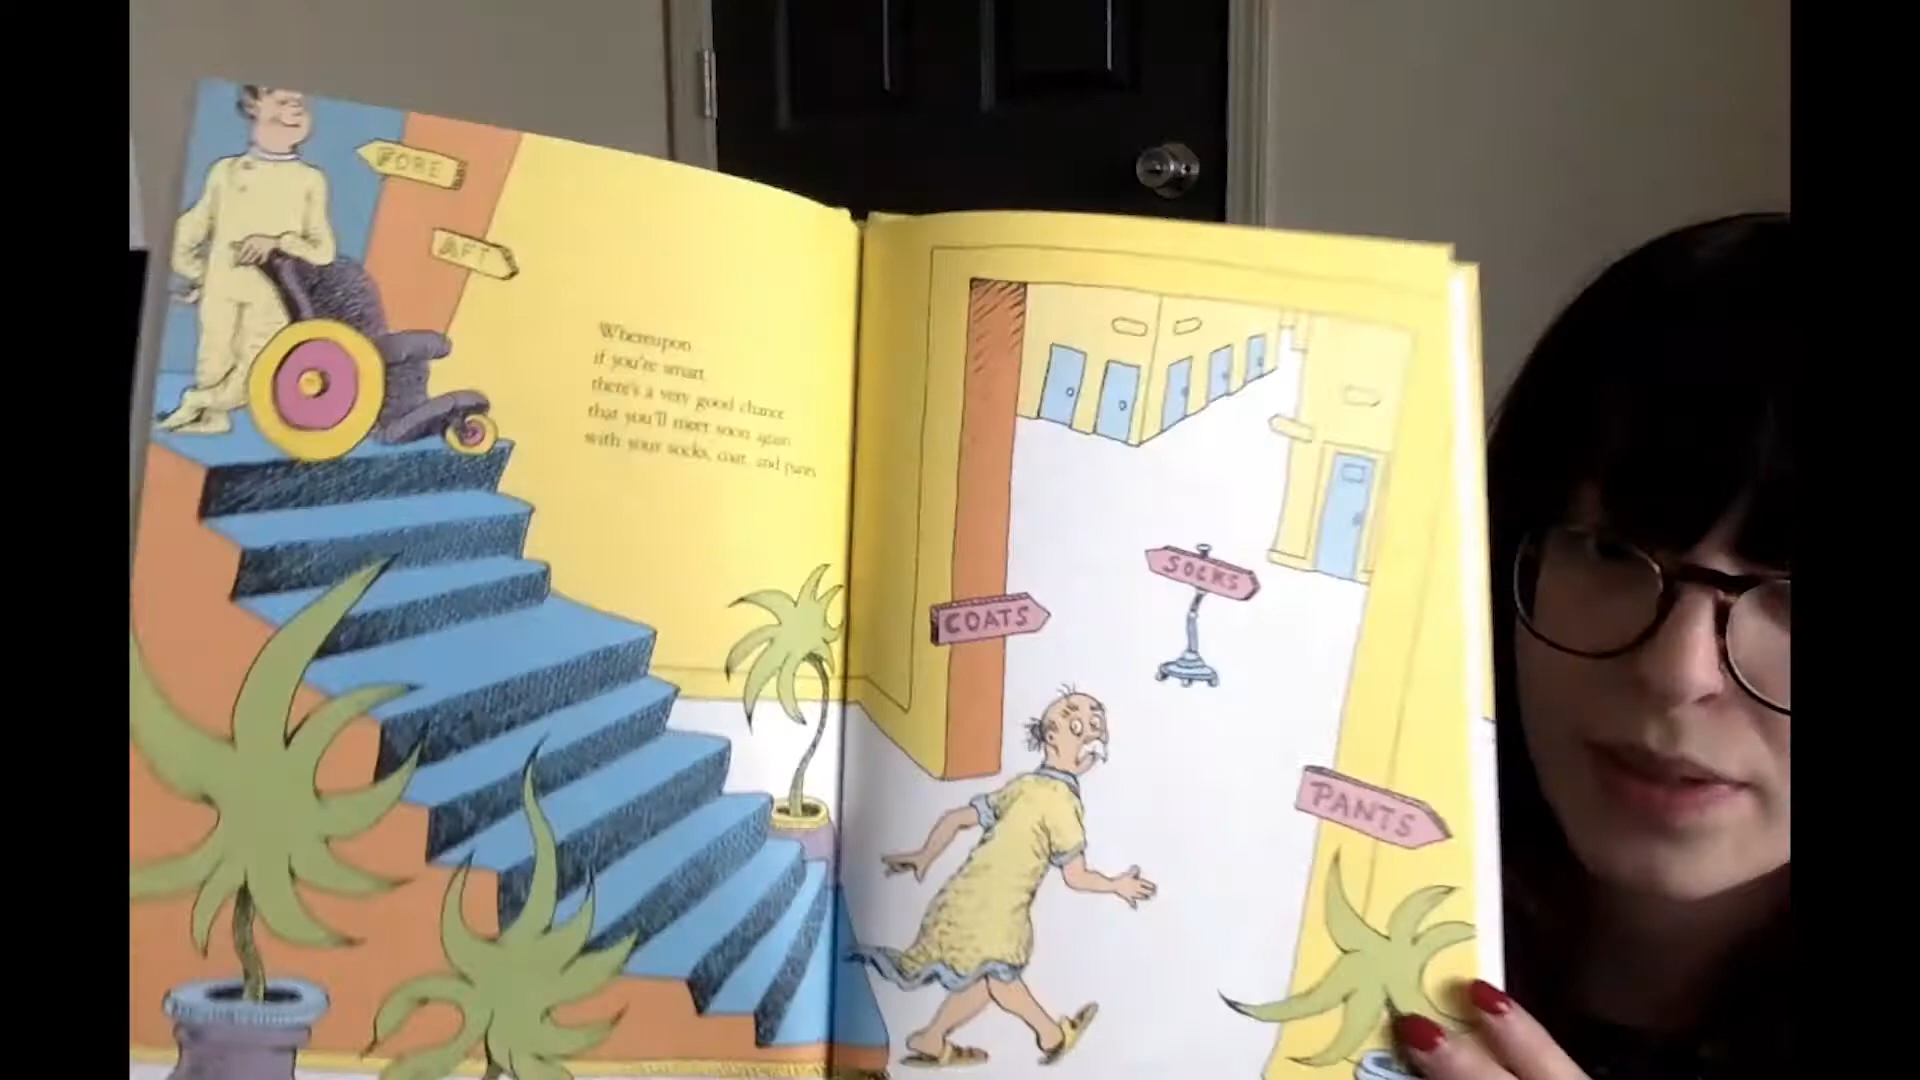 FORE
AFT
Whereupon
if you're smart,
there's a very good chance
that you'll meet soon again
with your socks, coat, and pants
COATS
SOCKS
PANTS